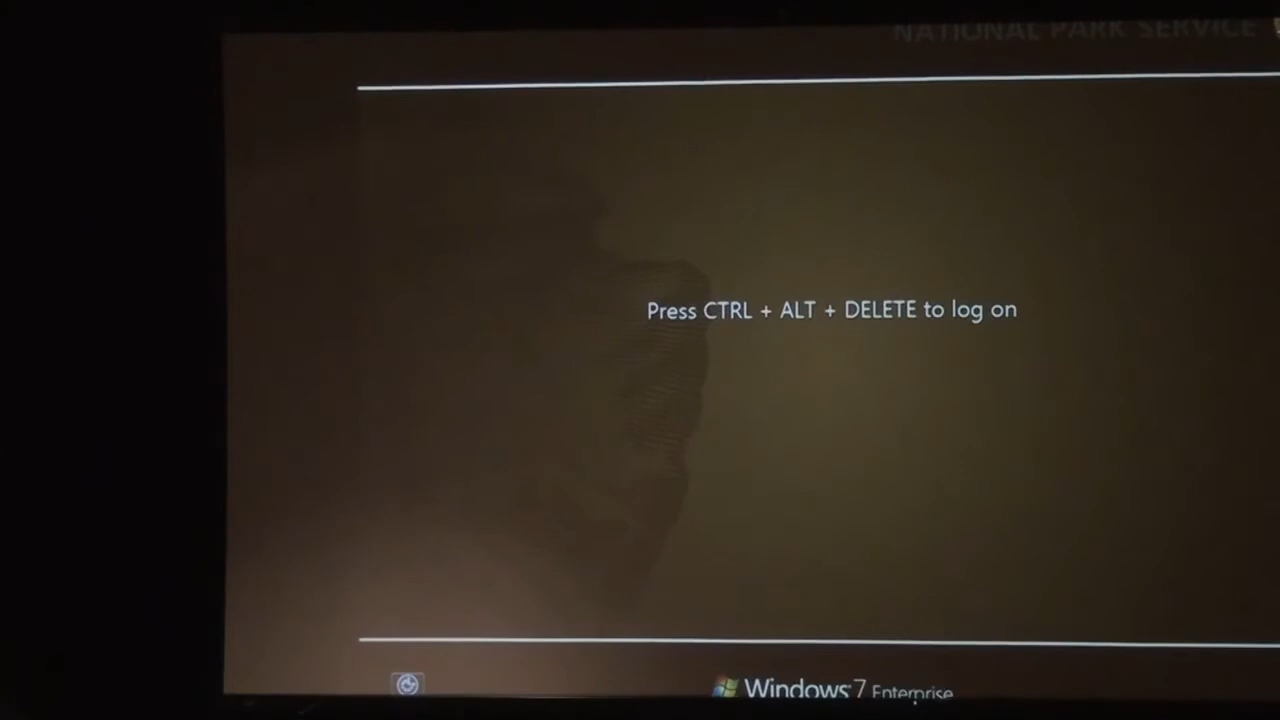 NATIONAL PARK SERVICE
Press CTRL + ALT + DELETE to log on
Windows 7 Enterprise